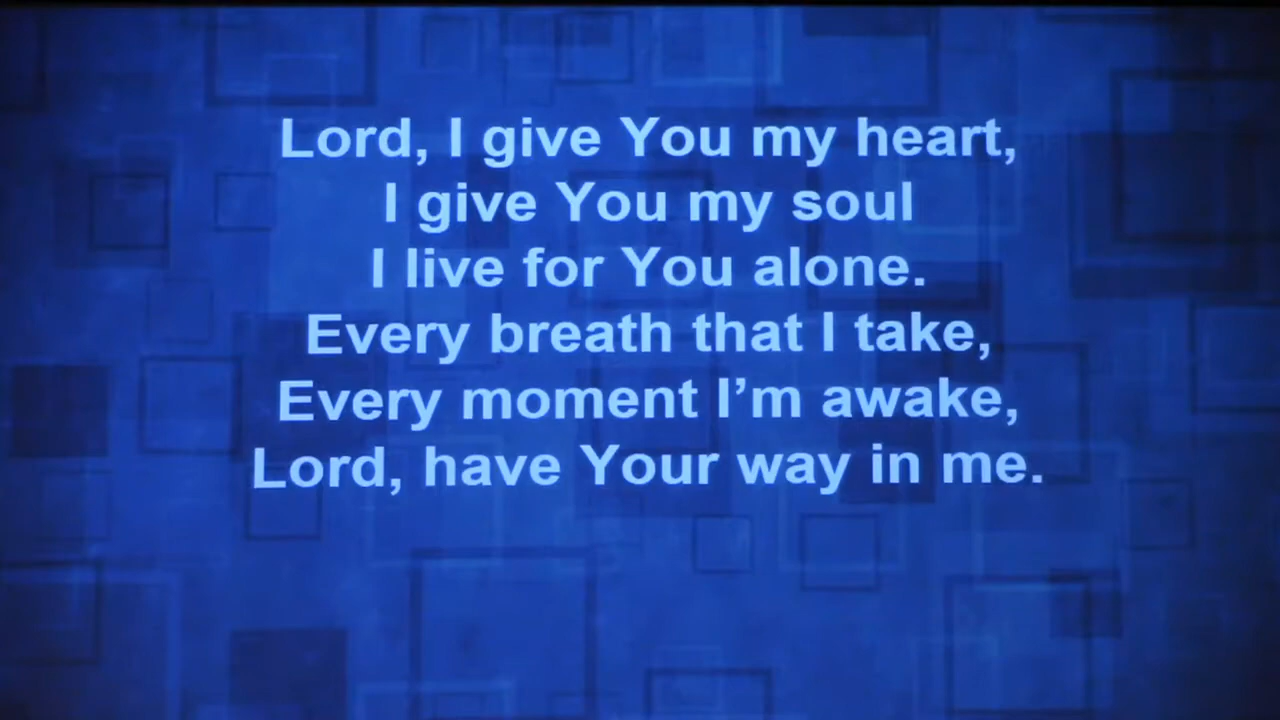 Lord, I give You my heart,
I give You my soul
I live for You alone.
Every breath that I take,
Every moment I’m awake,
Lord, have Your way in me.